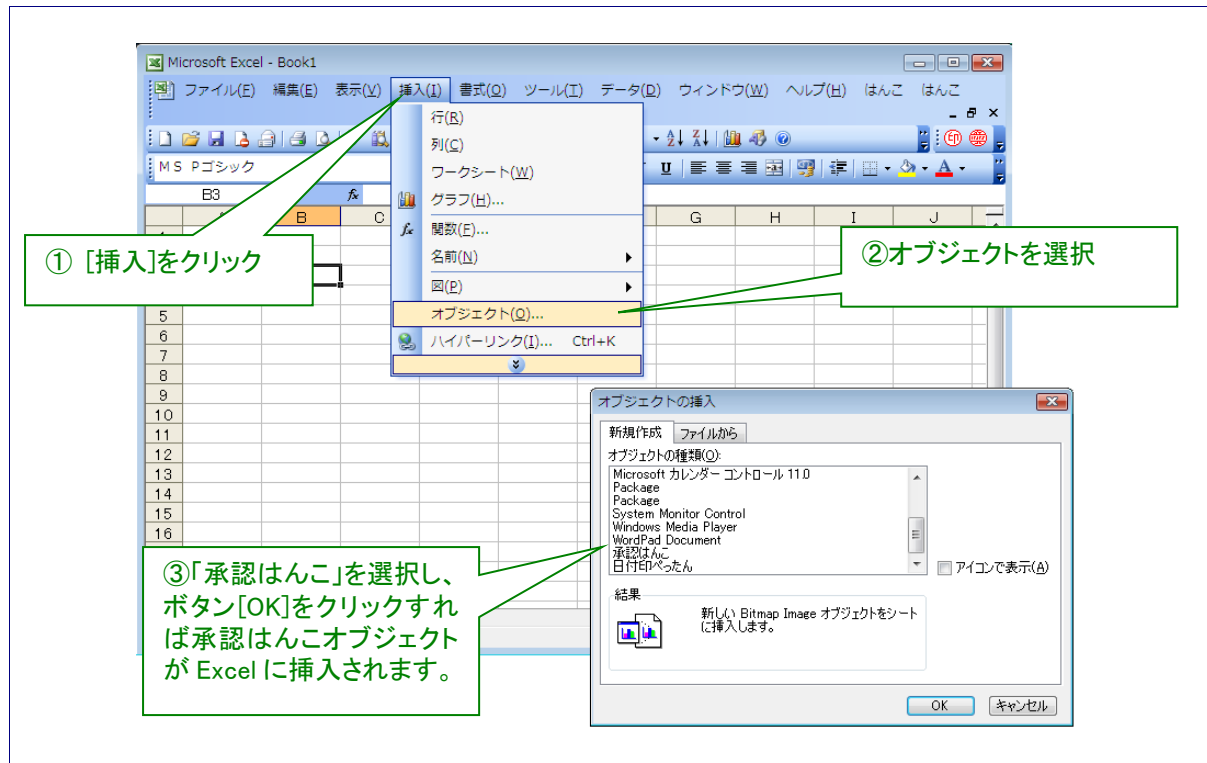 Microsoft Excel - Book1
ファイル(F) 編集(E) 表示(V) 挿入(I) 書式(O) ツール(T) データ(D) ウィンドウ(W) ヘルプ(H) はんこ はんこ
行(R)
列(C)
ワークシート(W)
グラフ(H)...
関数(F)...
名前(N)
図(P)
オブジェクト(O)...
ハイパーリンク(I)... Ctrl+K
MS Pゴシック
U
A
B3
fx
B C G H I J
5
6
7
8
9
10
11
12
13
14
15
16
① [挿入]をクリック
②オブジェクトを選択
③「承認はんこ」を選択し、
ボタン[OK]をクリックすれ
ば承認はんこオブジェクト
が Excel に挿入されます。
オブジェクトの挿入
新規作成 ファイルから
オブジェクトの種類(O):
Microsoft カレンダー コントロール 11.0
Package
Package
System Monitor Control
Windows Media Player
WordPad Document
承認はんこ
日付印ぺったん
アイコンで表示(A)
結果
新しい Bitmap Image オブジェクトをシート
に挿入します。
OK キャンセル